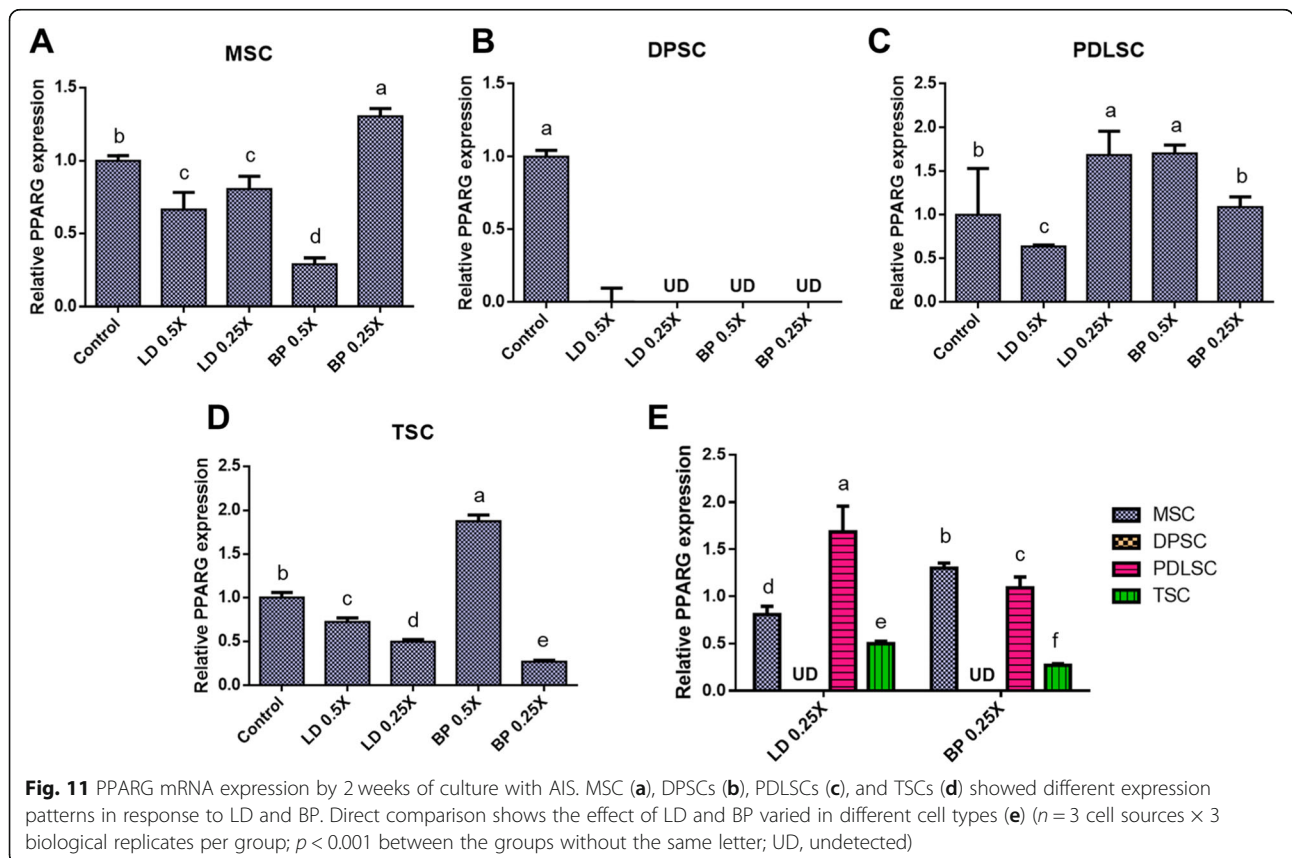 A
MSC
Relative PPARG expression
1.5
1.0
0.5
0.0
b
c
c
d
a
Control
LD 0.5X
LD 0.25X
BP 0.5X
BP 0.25X
B
DPSC
Relative PPARG expression
1.5
1.0
0.5
0.0
a
UD
UD
UD
Control
LD 0.5X
LD 0.25X
BP 0.5X
BP 0.25X
C
PDLSC
Relative PPARG expression
2.5
2.0
1.5
1.0
0.5
0.0
b
c
a
a
b
Control
LD 0.5X
LD 0.25X
BP 0.5X
BP 0.25X
D
TSC
Relative PPARG expression
2.5
2.0
1.5
1.0
0.5
0.0
b
c
d
a
e
Control
LD 0.5X
LD 0.25X
BP 0.5X
BP 0.25X
E
Relative PPARG expression
2.5
2.0
1.5
1.0
0.5
0.0
d
UD
a
e
b
UD
c
f
LD 0.25X
BP 0.25X
MSC
DPSC
PDLSC
TSC
Fig. 11 PPARG mRNA expression by 2 weeks of culture with AIS. MSC (a), DPSCs (b), PDLSCs (c), and TSCs (d) showed different expression
patterns in response to LD and BP. Direct comparison shows the effect of LD and BP varied in different cell types (e) (n = 3 cell sources × 3
biological replicates per group; p < 0.001 between the groups without the same letter; UD, undetected)